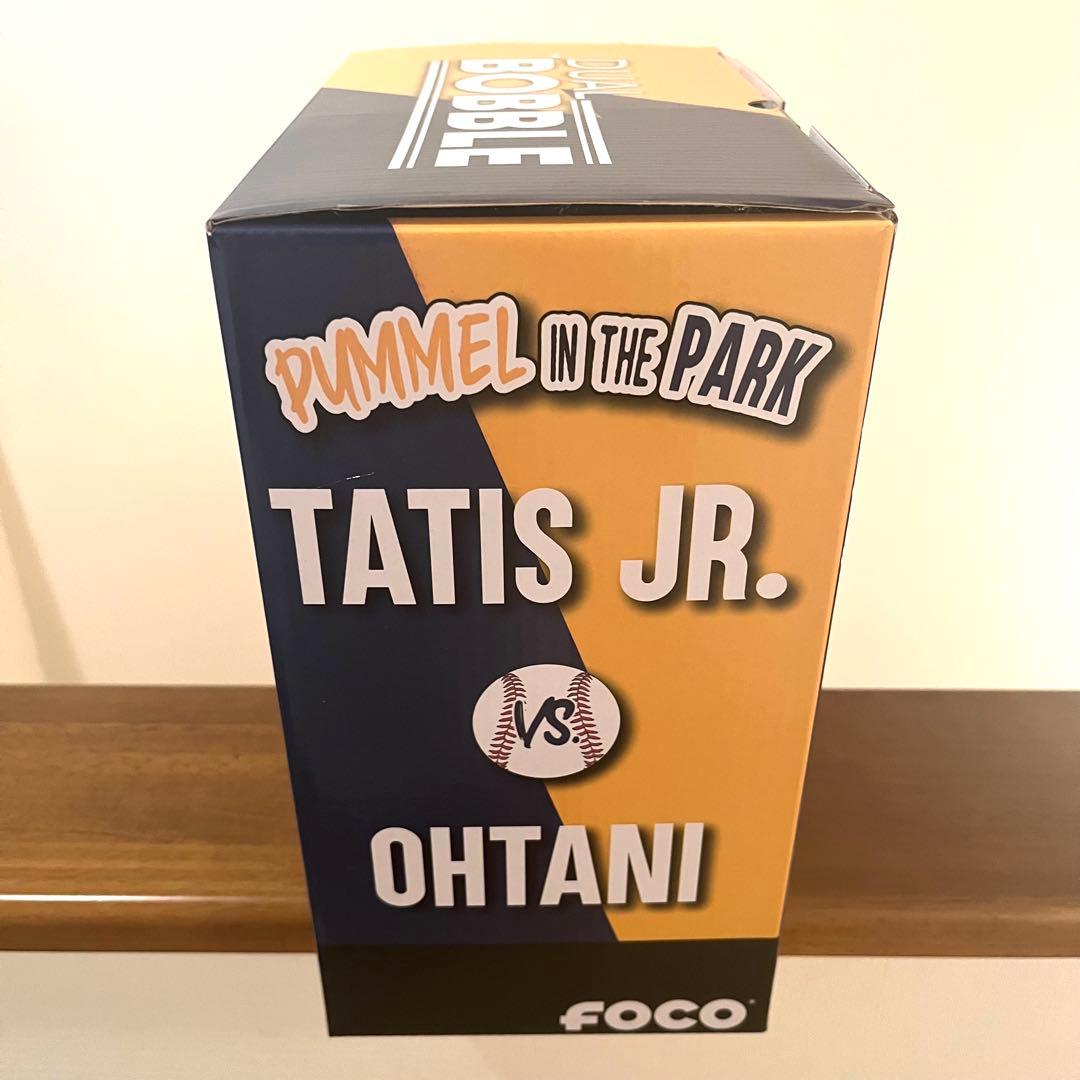 DUAL
BOBBLE
PUMMEL IN THE PARK
TATIS JR.
VS.
OHTANI
FOCO